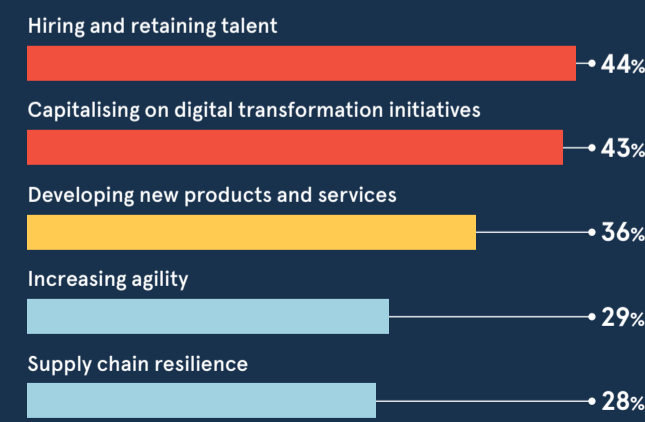 Hiring and retaining talent
44%
Capitalising on digital transformation initiatives
43%
Developing new products and services
36%
Increasing agility
29%
Supply chain resilience
28%